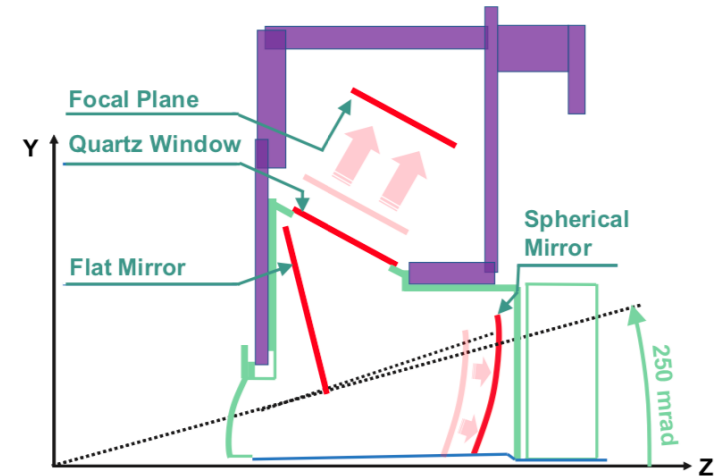 Focal Plane
Y
Quartz Window
Spherical
Mirror
Flat Mirror
250 mrad
Z